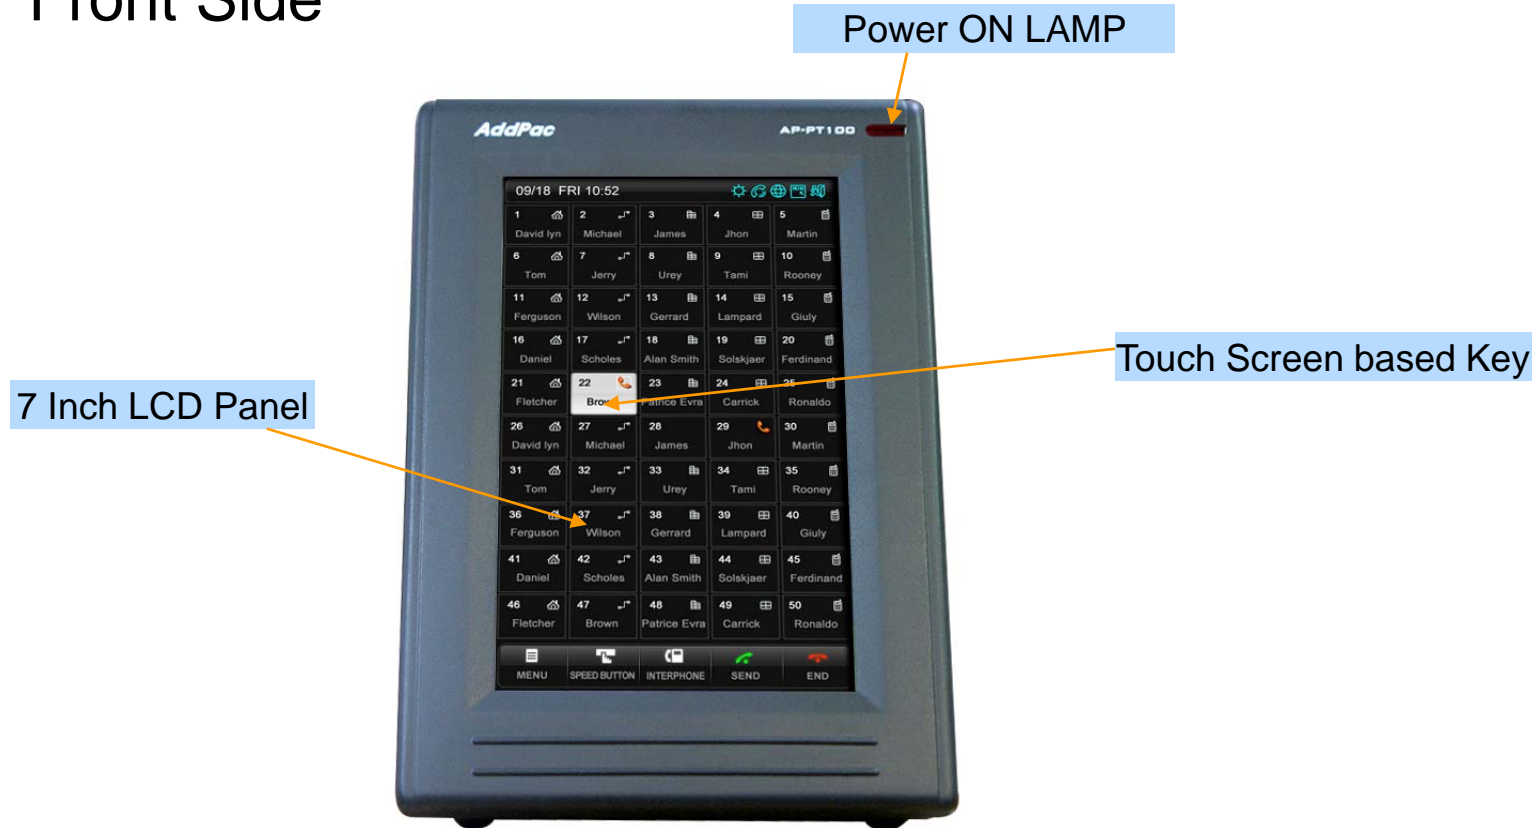 Front Side
Power ON LAMP
AddPac
AP-PT100
09/18 FRI 10:52
1 2 3 4 5
David lyn Michael James Jhon Martin
6 7 8 9 10
Tom Jerry Urey Tami Rooney
11 12 13 14 15
Ferguson Wilson Gerrard Lampard Giuly
16 17 18 19 20
Daniel Scholes Alan Smith Solskjaer Ferdinand
Touch Screen based Key
21 22 23 24 25
Fletcher Brown Patrice Evra Carrick Ronaldo
7 Inch LCD Panel
26 27 28 29 30
David lyn Michael James Jhon Martin
31 32 33 34 35
Tom Jerry Urey Tami Rooney
36 37 38 39 40
Ferguson Wilson Gerrard Lampard Giuly
41 42 43 44 45
Daniel Scholes Alan Smith Solskjaer Ferdinand
46 47 48 49 50
Fletcher Brown Patrice Evra Carrick Ronaldo
MENU SPEED BUTTON INTERPHONE SEND END